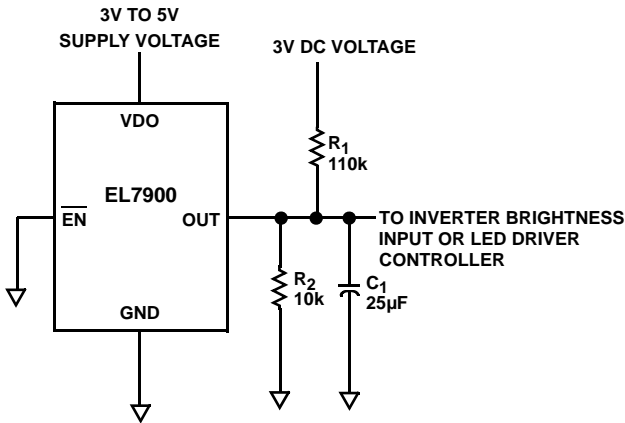 3V TO 5V
SUPPLY VOLTAGE
3V DC VOLTAGE
VDO
R1
110k
EL7900
EN
OUT
TO INVERTER BRIGHTNESS
INPUT OR LED DRIVER
CONTROLLER
R2
10k
C1
25µF
GND